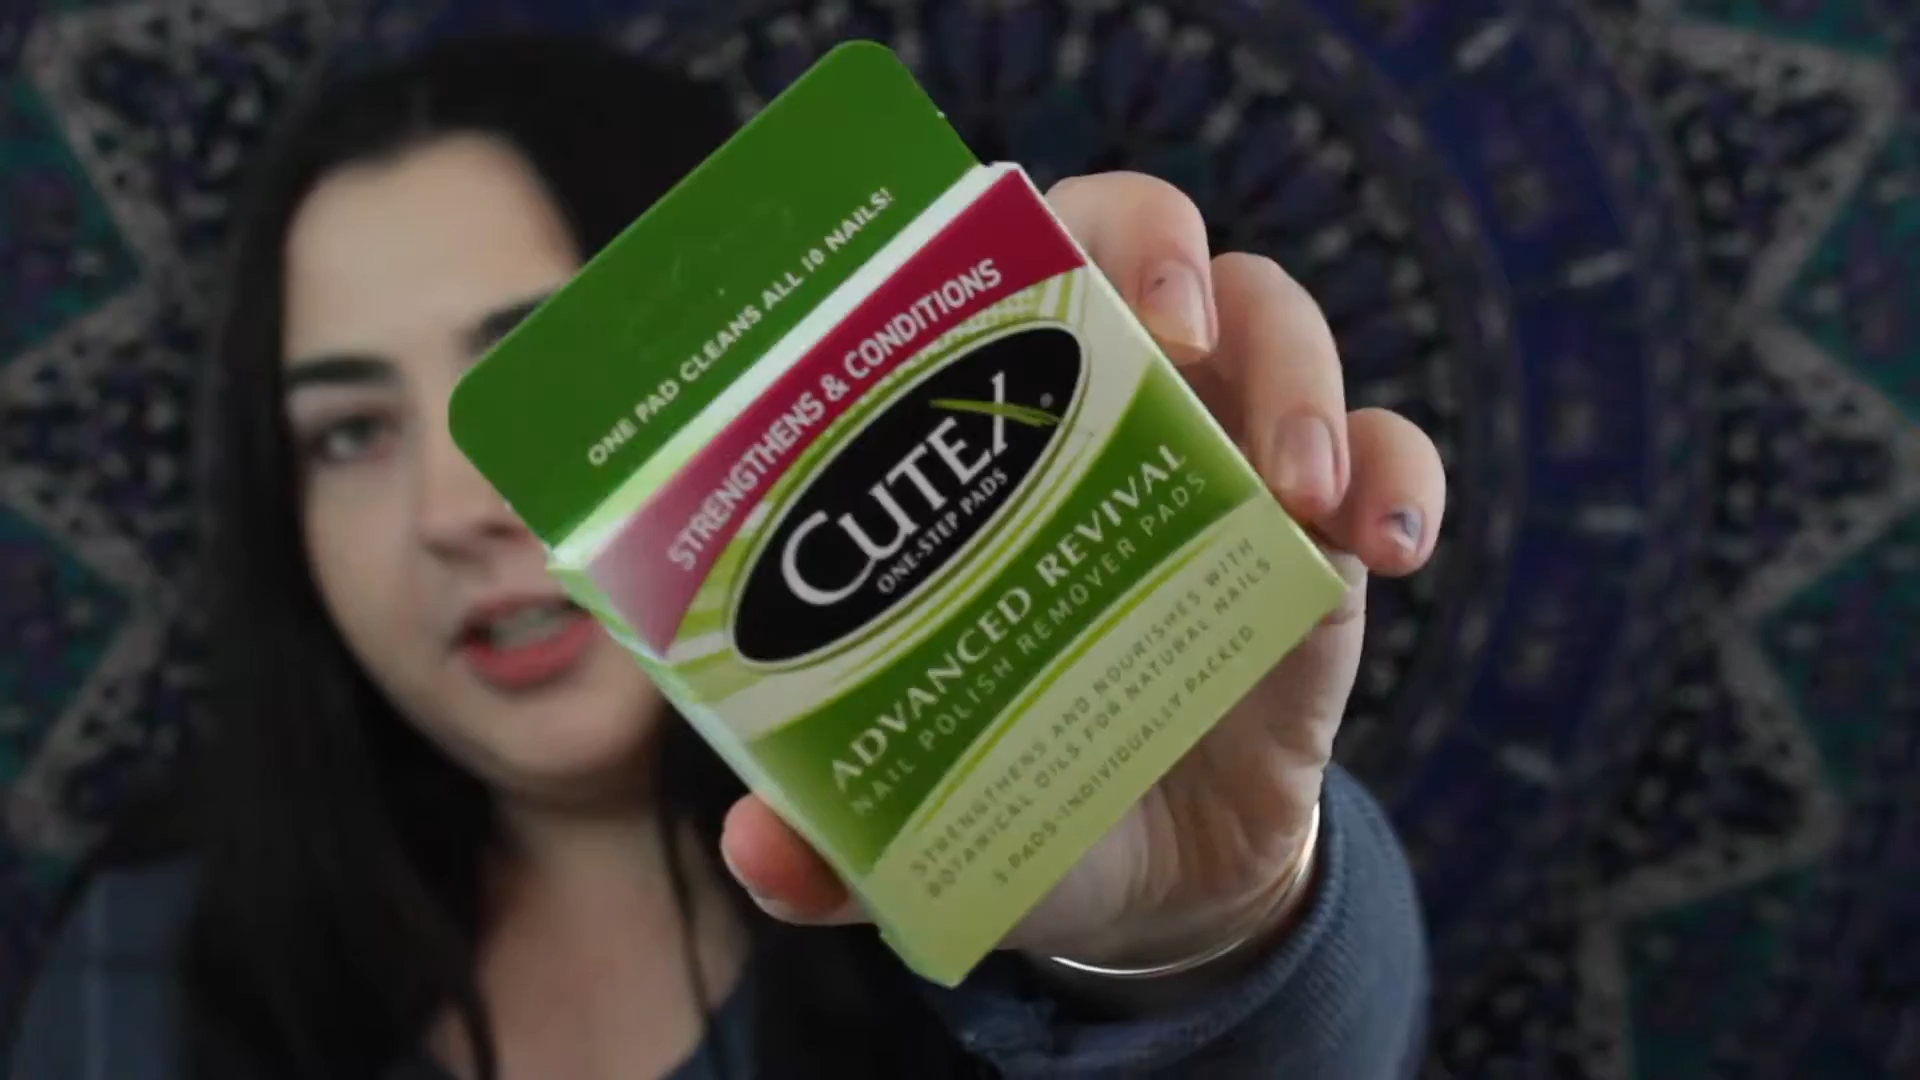 ONE PAD CLEANS ALL 10 NAILS!
STRENGTHENS & CONDITIONS
CUTEX
ONE-STEP PADS
ADVANCED REVIVAL
NAIL POLISH REMOVER PADS
STRENGTHENS AND NOURISHES WITH
BOTANICAL OILS FOR NATURAL NAILS
PADS-INDIVIDUALLY PACKED